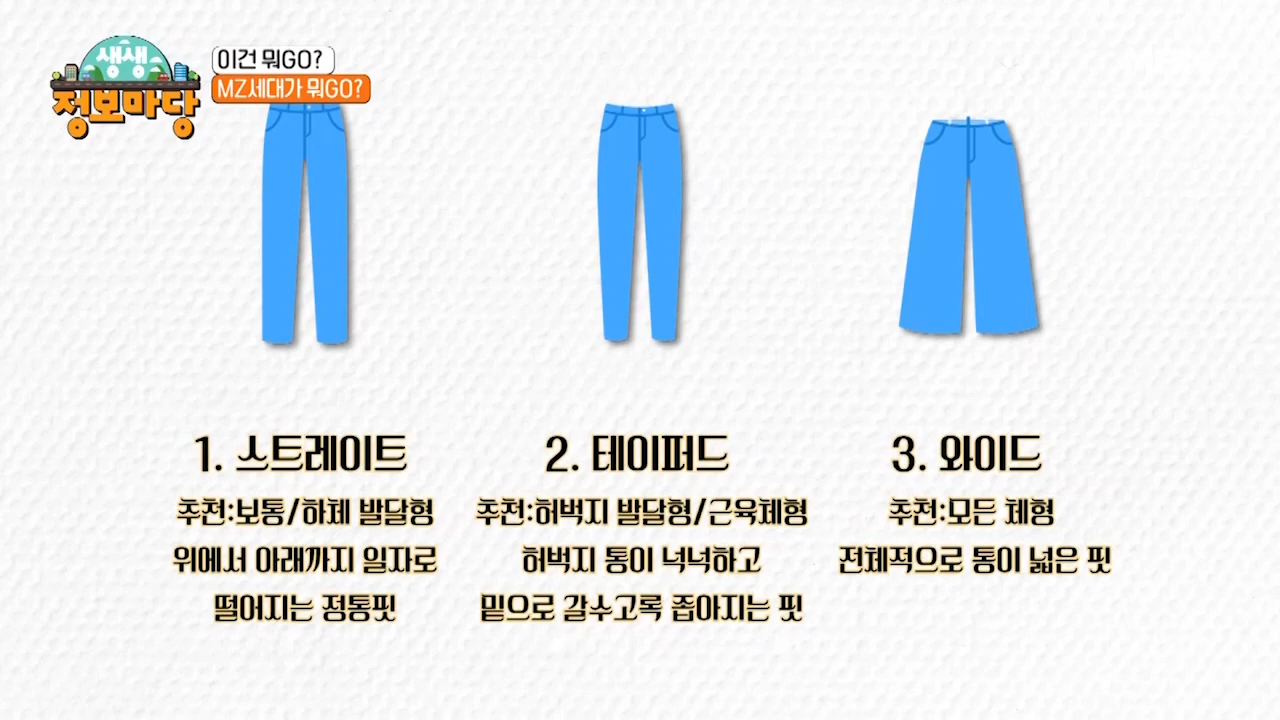 생생
정보마당
이건 뭐GO?
MZ세대가 뭐GO?
1. 스트레이트
추천:보통/하체 발달형
위에서 아래까지 일자로
떨어지는 정통핏
2. 테이퍼드
추천:허벅지 발달형/근육체형
허벅지 통이 넉넉하고
밑으로 갈수고록 좁아지는 핏
3. 와이드
추천:모든 체형
전체적으로 통이 넓은 핏